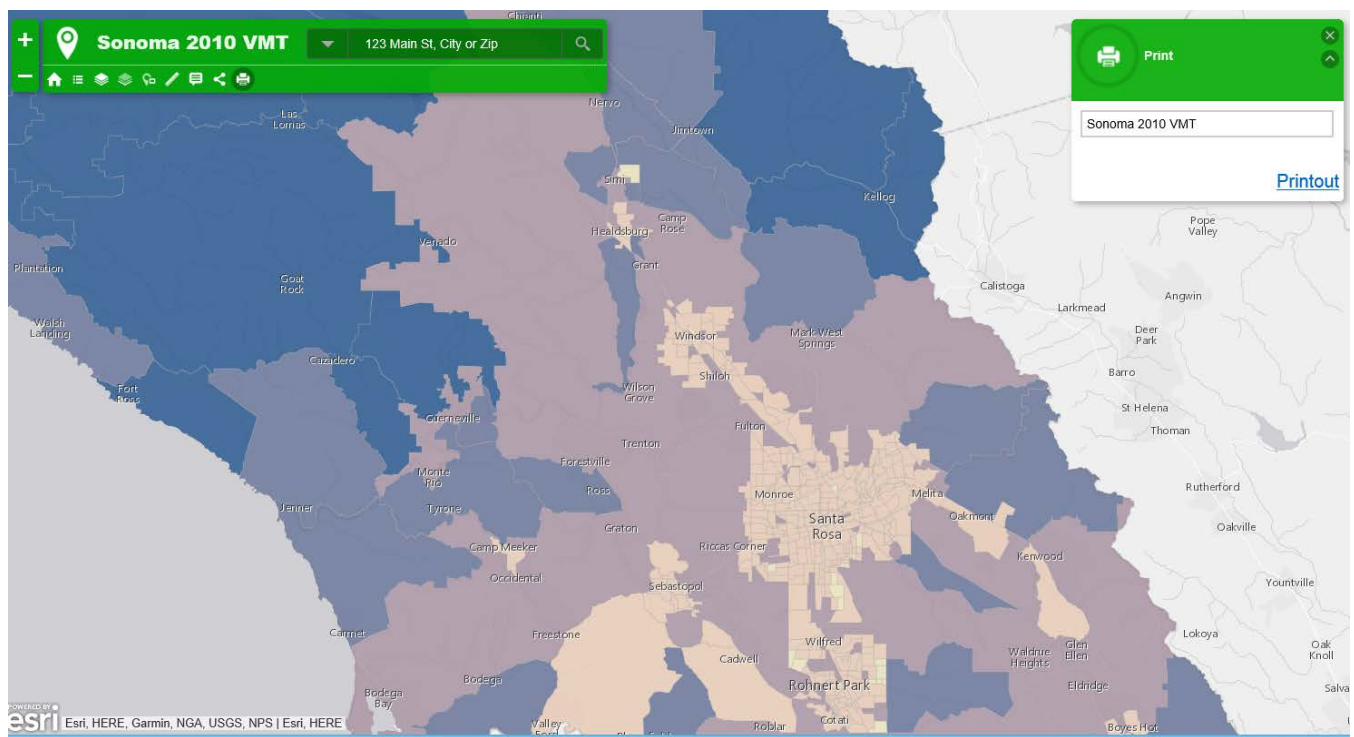 Chianti
+
Sonoma 2010 VMT
123 Main St, City or Zip
−
Print
Sonoma 2010 VMT
Printout
Nervo
Las
Lomas
Jimtown
Simi
Kellog
Camp
Rose
Healdsburg
Pope
Valley
Venado
Grant
Plantation
Goat
Rock
Calistoga
Angwin
Larkmead
Welsh
Landing
Windsor
Mark West
Springs
Deer
Park
Cazadero
Shiloh
Barro
Fort
Ross
Wilson
Grove
St Helena
Guerneville
Fulton
Thoman
Trenton
Forestville
Monte
Rio
Ross
Monroe
Melita
Rutherford
Jenner
Tyrone
Santa
Rosa
Oakmont
Graton
Oakville
Camp Meeker
Riccas Corner
Kenwood
Occidental
Sebastopol
Yountville
Carmet
Freestone
Wilfred
Lokoya
Glen
Ellen
Waldrue
Heights
Oak
Knoll
Cadwell
Bodega
Rohnert Park
Eldridge
Bodega
Bay
Salva
POWERED BY
esri
Esri, HERE, Garmin, NGA, USGS, NPS | Esri, HERE
Valley
Ford
Roblar
Cotati
Boyes Hot